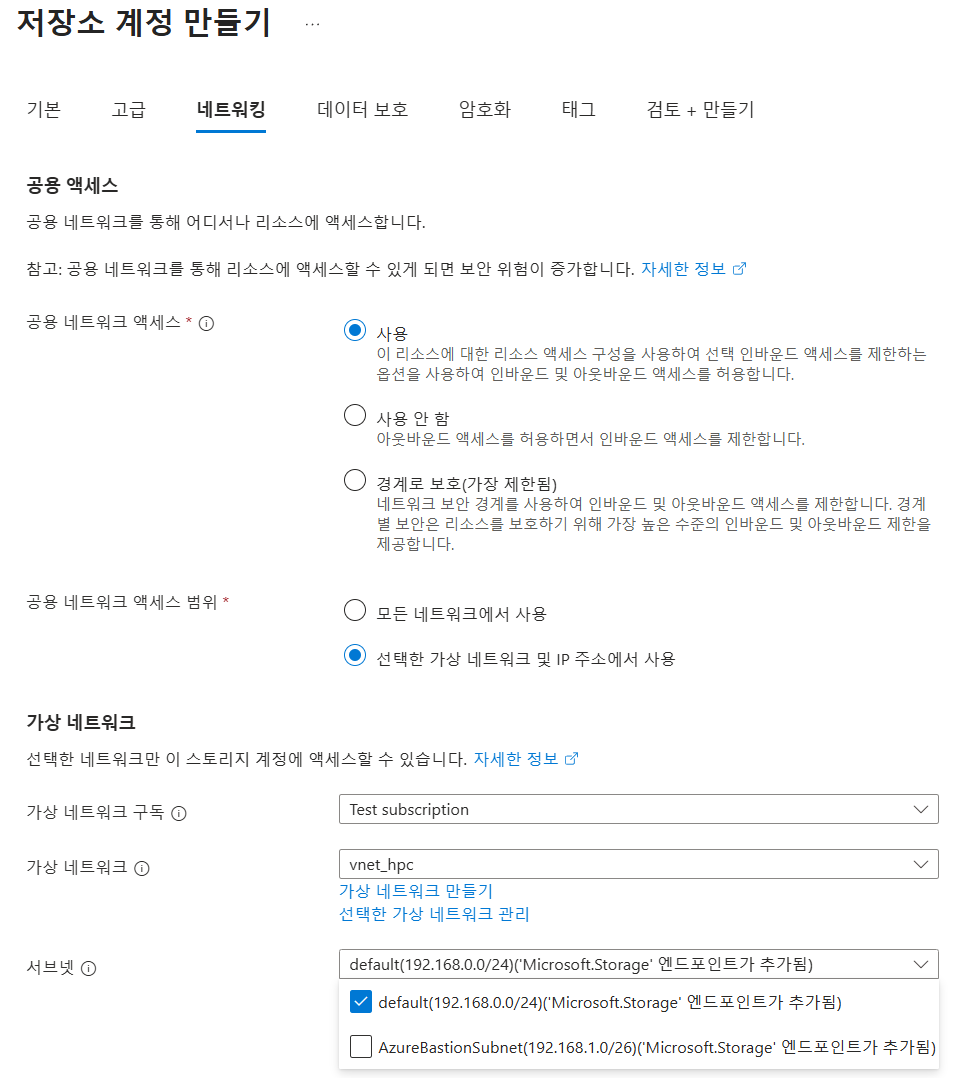 저장소 계정 만들기 ...
기본 고급 네트워킹 데이터 보호 암호화 태그 검토 + 만들기
공용 액세스
공용 네트워크를 통해 어디서나 리소스에 액세스합니다.
참고: 공용 네트워크를 통해 리소스에 액세스할 수 있게 되면 보안 위험이 증가합니다. 자세한 정보
공용 네트워크 액세스 *
사용
이 리소스에 대한 리소스 액세스 구성을 사용하여 선택 인바운드 액세스를 제한하는
옵션을 사용하여 인바운드 및 아웃바운드 액세스를 허용합니다.
사용 안 함
아웃바운드 액세스를 허용하면서 인바운드 액세스를 제한합니다.
경계로 보호(가장 제한됨)
네트워크 보안 경계를 사용하여 인바운드 및 아웃바운드 액세스를 제한합니다. 경계
별 보안은 리소스를 보호하기 위해 가장 높은 수준의 인바운드 및 아웃바운드 제한을
제공합니다.
공용 네트워크 액세스 범위 *
모든 네트워크에서 사용
선택한 가상 네트워크 및 IP 주소에서 사용
가상 네트워크
선택한 네트워크만 이 스토리지 계정에 액세스할 수 있습니다. 자세한 정보
가상 네트워크 구독
Test subscription
가상 네트워크
vnet_hpc
가상 네트워크 만들기
선택한 가상 네트워크 관리
서브넷
default(192.168.0.0/24)('Microsoft.Storage' 엔드포인트가 추가됨)
default(192.168.0.0/24)('Microsoft.Storage' 엔드포인트가 추가됨)
AzureBastionSubnet(192.168.1.0/26)('Microsoft.Storage' 엔드포인트가 추가됨)